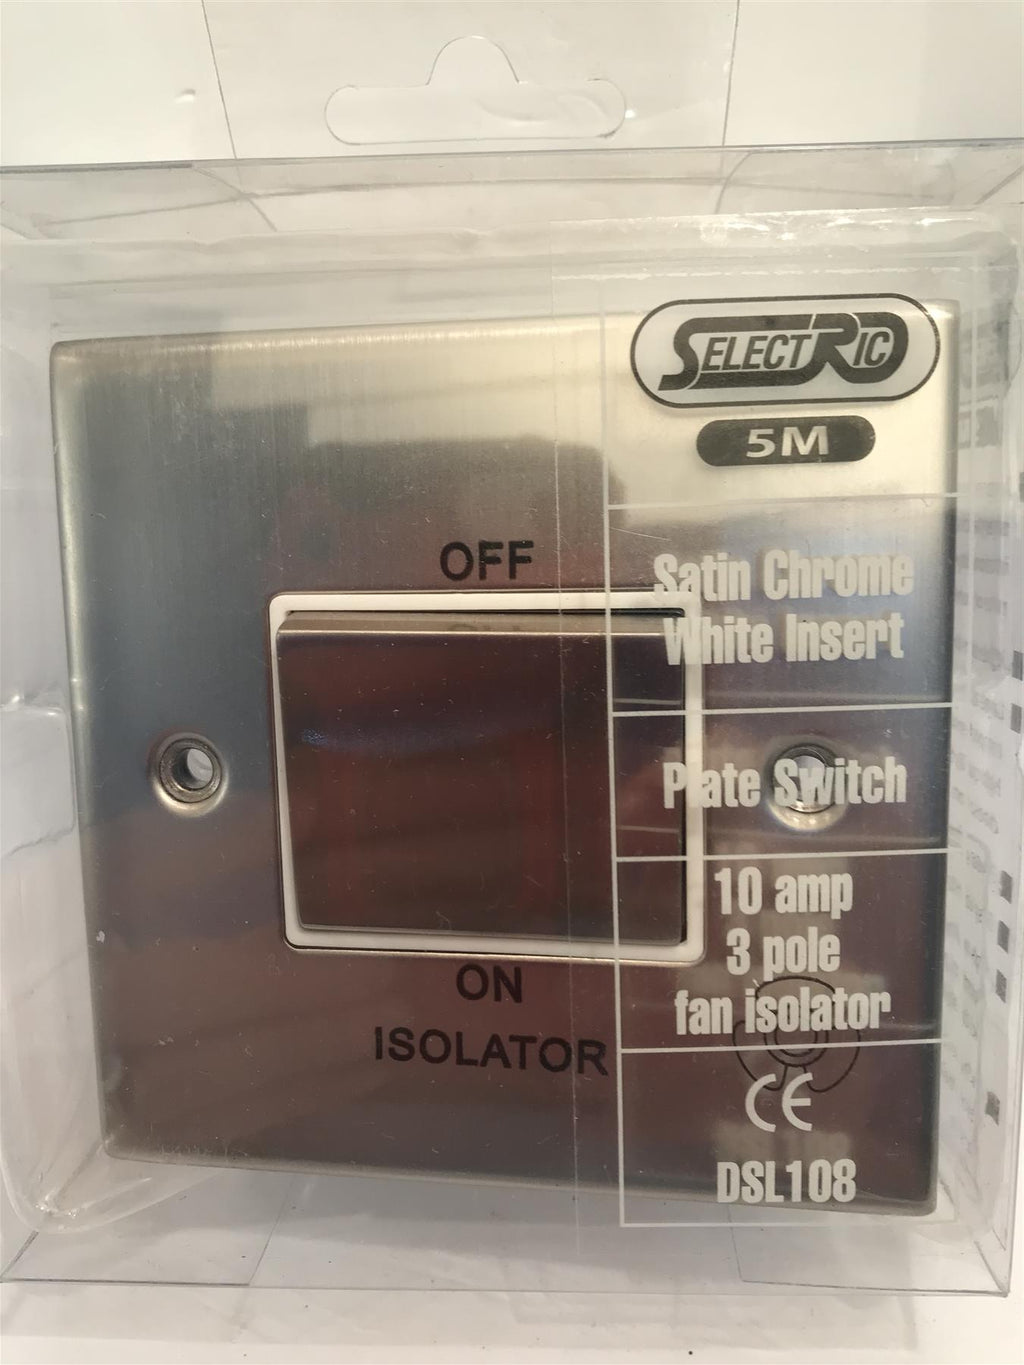 SELECTRIC
5M
OFF
Satin Chrome
White Insert
Plate Switch
10 amp
3 pole
fan isolator
ON
ISOLATOR
CE
DSL108